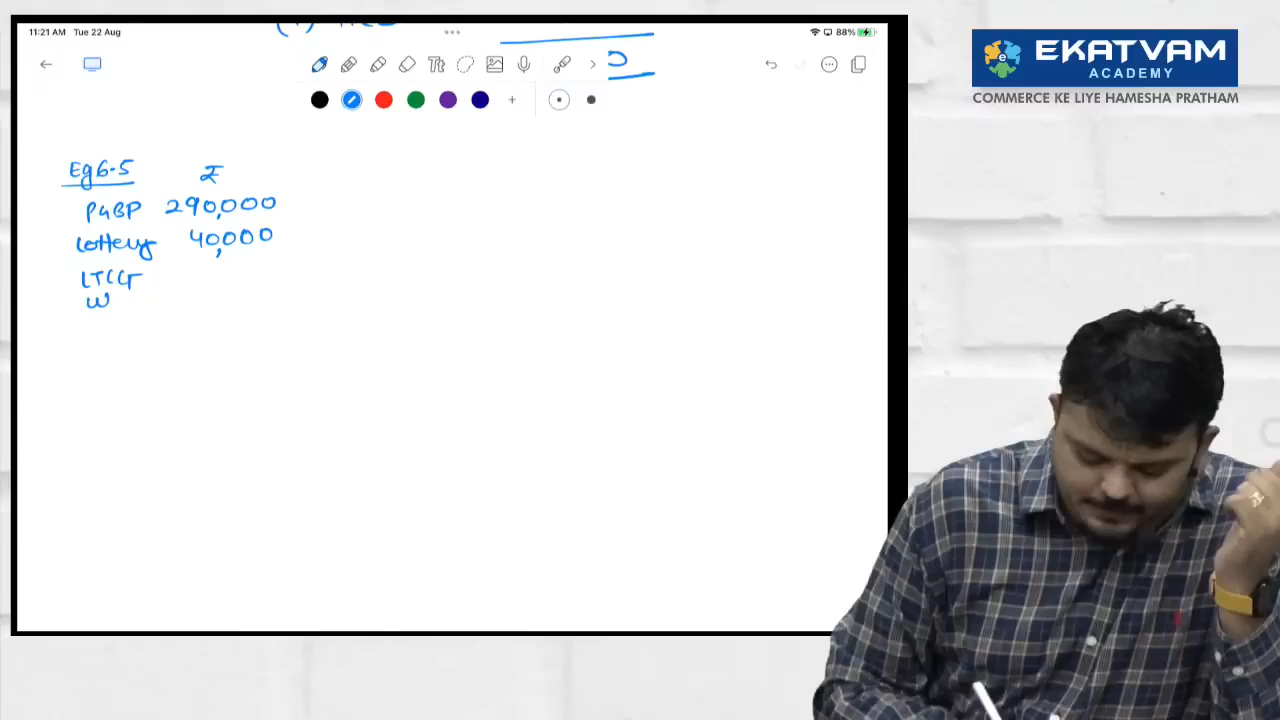 11:21 AM Tue 22 Aug
88%
EKATVAM
ACADEMY
COMMERCE KE LIYE HAMESHA PRATHAM
Tt
Eg 6.5 ₹
PGBP 290,000
Lottery 40,000
LTCG